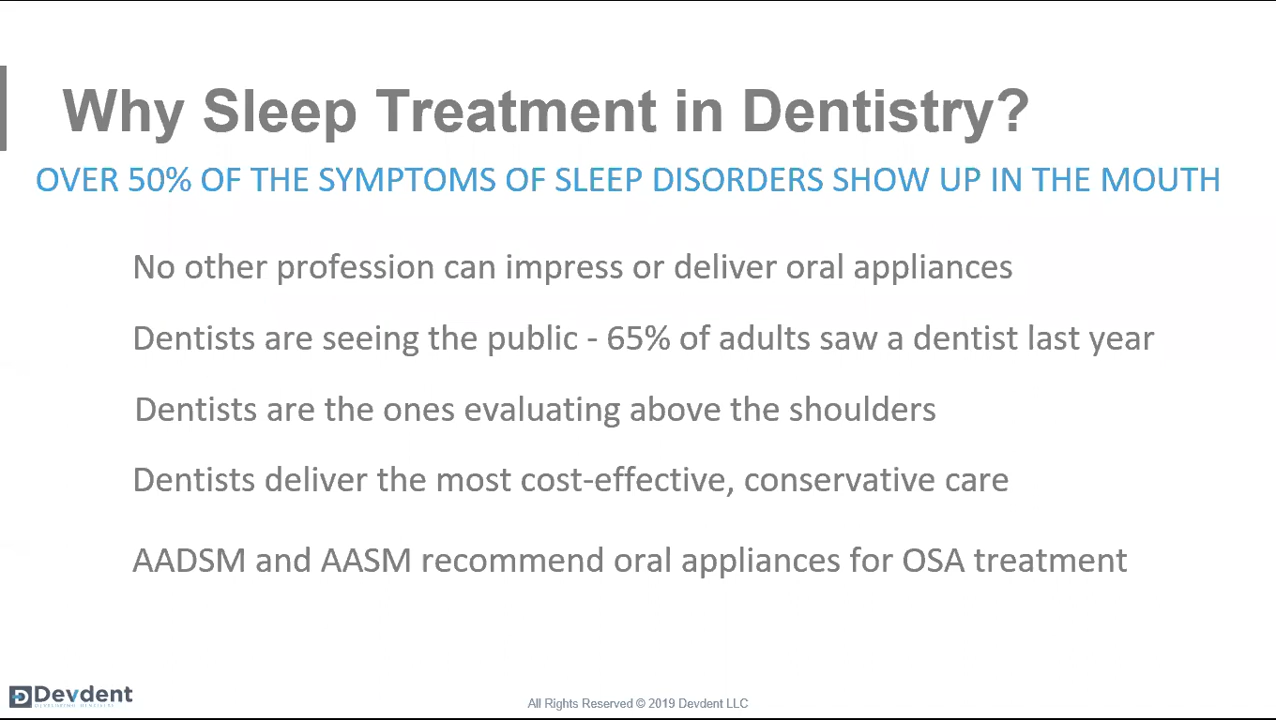 Why Sleep Treatment in Dentistry?
OVER 50% OF THE SYMPTOMS OF SLEEP DISORDERS SHOW UP IN THE MOUTH
No other profession can impress or deliver oral appliances
Dentists are seeing the public - 65% of adults saw a dentist last year
Dentists are the ones evaluating above the shoulders
Dentists deliver the most cost-effective, conservative care
AADSM and AASM recommend oral appliances for OSA treatment
Devdent
DEVELOPING DENTISTS
All Rights Reserved © 2019 Devdent LLC